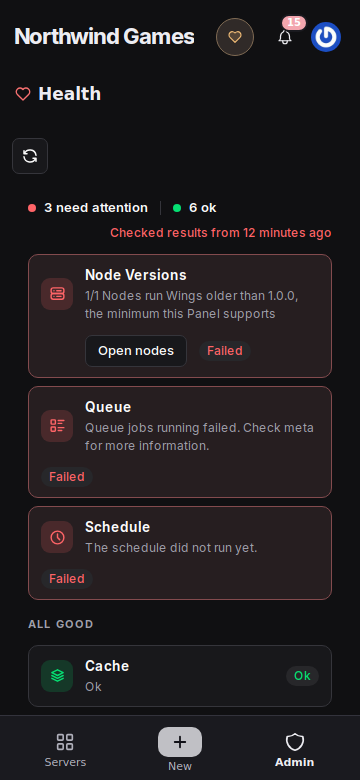 Northwind Games
15
Health
3 need attention
6 ok
Checked results from 12 minutes ago
Node Versions
1/1 Nodes run Wings older than 1.0.0,
the minimum this Panel supports
Open nodes
Failed
Queue
Queue jobs running failed. Check meta
for more information.
Failed
Schedule
The schedule did not run yet.
Failed
ALL GOOD
Cache
Ok
Ok
Servers
New
Admin